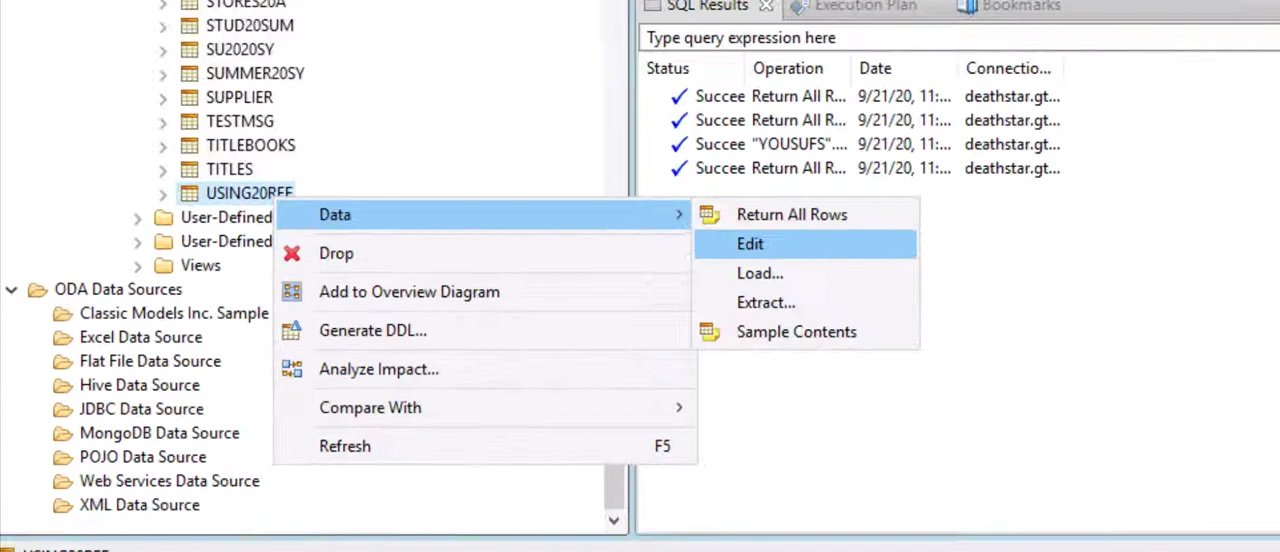 STORES20A
STUD20SUM
SU2020SY
SUMMER20SY
SUPPLIER
TESTMSG
TITLEBOOKS
TITLES
USING20REF
User-Defined
User-Defined
Views
ODA Data Sources
Classic Models Inc. Sample
Excel Data Source
Flat File Data Source
Hive Data Source
JDBC Data Source
MongoDB Data Source
POJO Data Source
Web Services Data Source
XML Data Source
Data
Drop
Add to Overview Diagram
Generate DDL...
Analyze Impact...
Compare With
Refresh F5
Return All Rows
Edit
Load...
Extract...
Sample Contents
SQL Results Execution Plan Bookmarks
Type query expression here
Status Operation Date Connectio...
Succee Return All R... 9/21/20, 11:... deathstar.gt...
Succee Return All R... 9/21/20, 11:... deathstar.gt...
Succee "YOUSUFS".... 9/21/20, 11:... deathstar.gt...
Succee Return All R... 9/21/20, 11:... deathstar.gt...
USING20REF